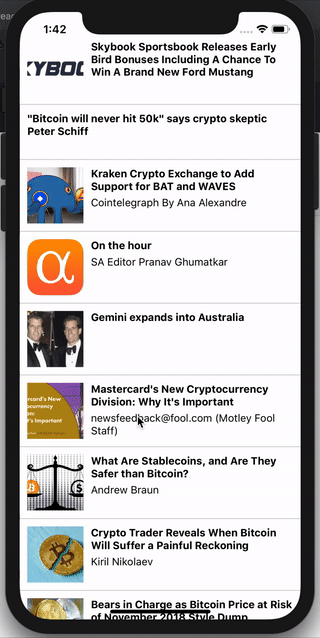 1:42
Skybook Sportsbook Releases Early
Bird Bonuses Including A Chance To
Win A Brand New Ford Mustang
"Bitcoin will never hit 50k" says crypto skeptic
Peter Schiff
Kraken Crypto Exchange to Add
Support for BAT and WAVES
Cointelegraph By Ana Alexandre
On the hour
SA Editor Pranav Ghumatkar
Gemini expands into Australia
Mastercard's New Cryptocurrency
Division: Why It's Important
newsfeedback@fool.com (Motley Fool
Staff)
What Are Stablecoins, and Are They
Safer than Bitcoin?
Andrew Braun
Crypto Trader Reveals When Bitcoin
Will Suffer a Painful Reckoning
Kiril Nikolaev
Bears in Charge as Bitcoin Price at Risk
of November 2018 Style Dump